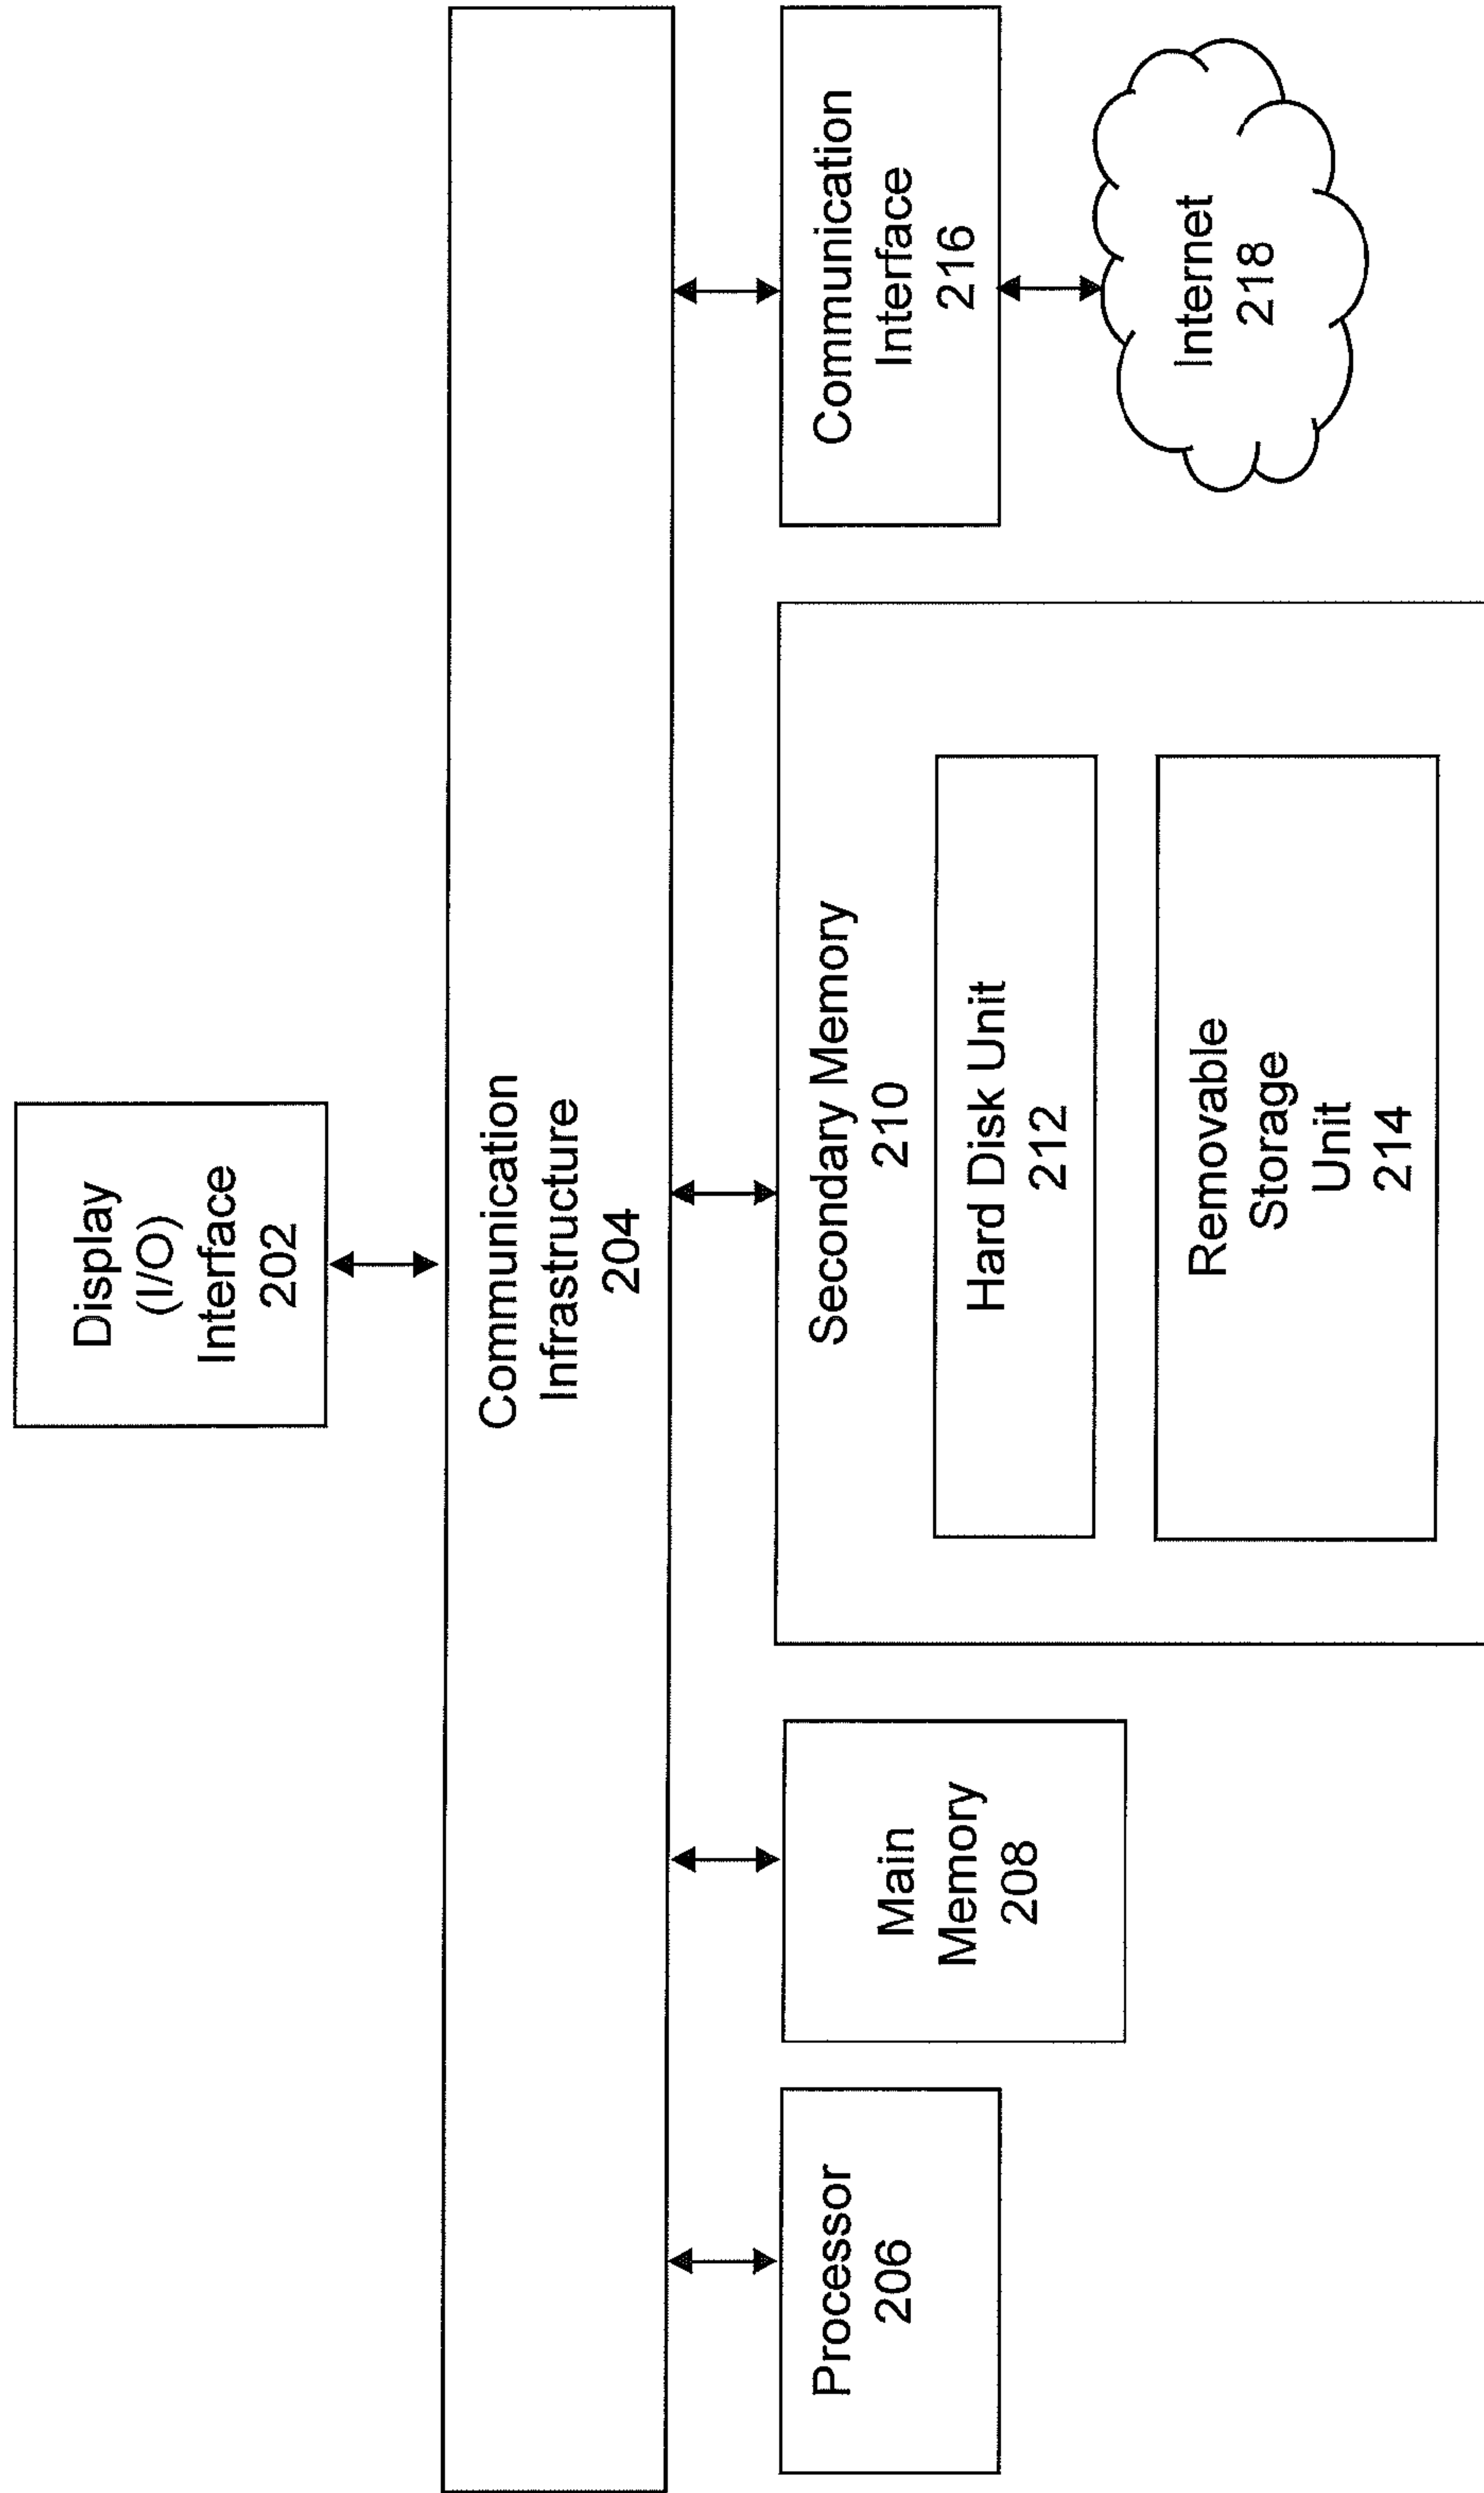 Display
(I/O)
Interface
202
Communication
Infrastructure
204
Processor
206
Main
Memory
208
Secondary Memory
210
Hard Disk Unit
212
Removable
Storage
Unit
214
Communication
Interface
216
Internet
218